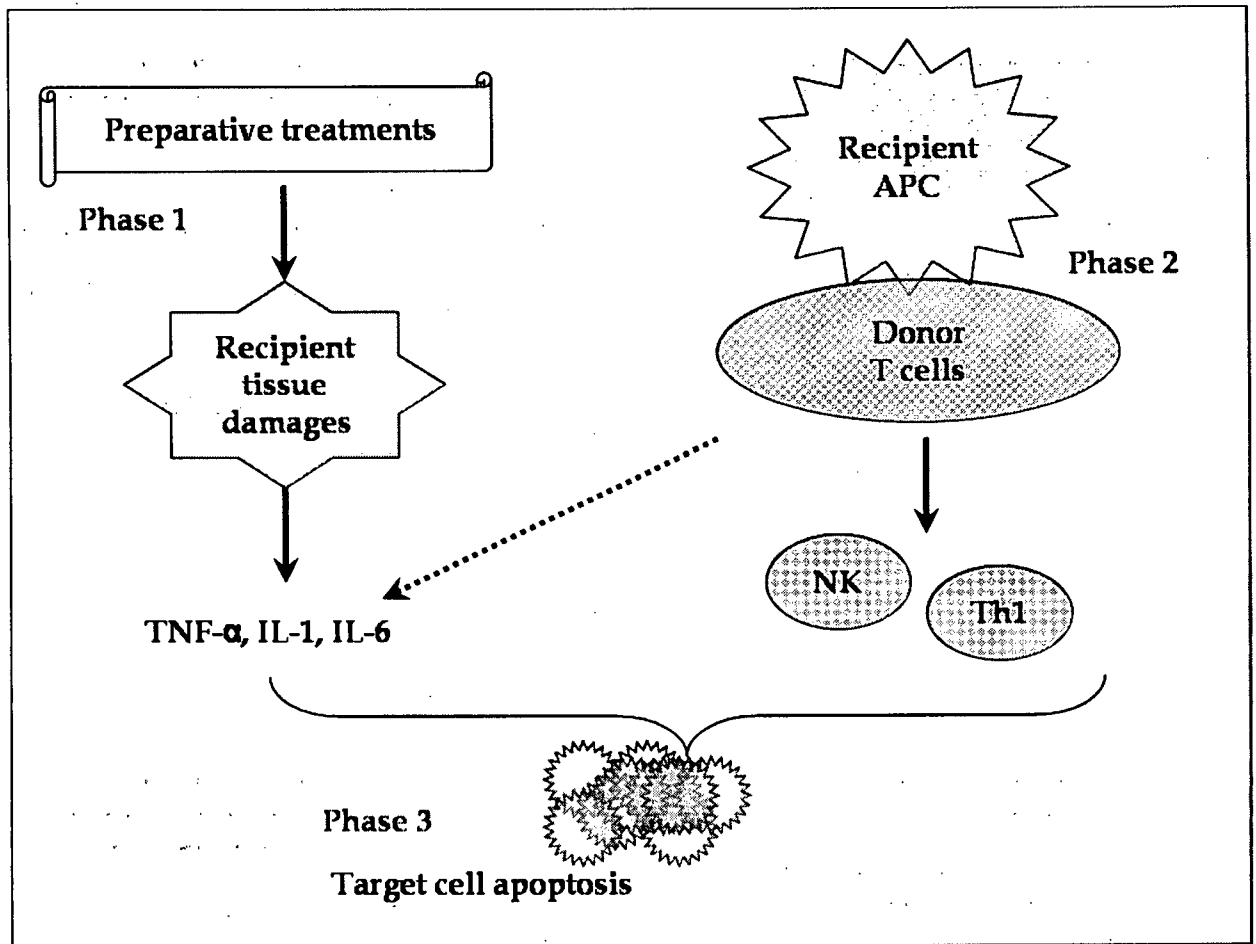 Preparative treatments
Phase 1
Recipient
tissue
damages
TNF-α, IL-1, IL-6
Recipient
APC
Phase 2
Donor
T cells
NK
Th1
Phase 3
Target cell apoptosis